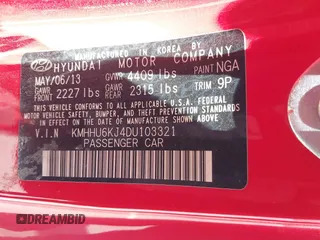 MANUFACTURED IN KOREA BY
HYUNDAI MOTOR COMPANY
MAY/06/13 GVWR 4409 lbs PAINT NGA
GAWR FRONT 2227 lbs GAWR REAR 2315 lbs TRIM 9P
THIS VEHICLE CONFORMS TO ALL APPLICABLE
U.S. FEDERAL MOTOR VEHICLE SAFETY, BUMPER,
AND THEFT PREVENTION STANDARDS IN EFFECT ON
THE DATE OF MANUFACTURE SHOWN ABOVE.
V.I.N KMHHU6KJ4DU103321
PASSENGER CAR
DREAMBID